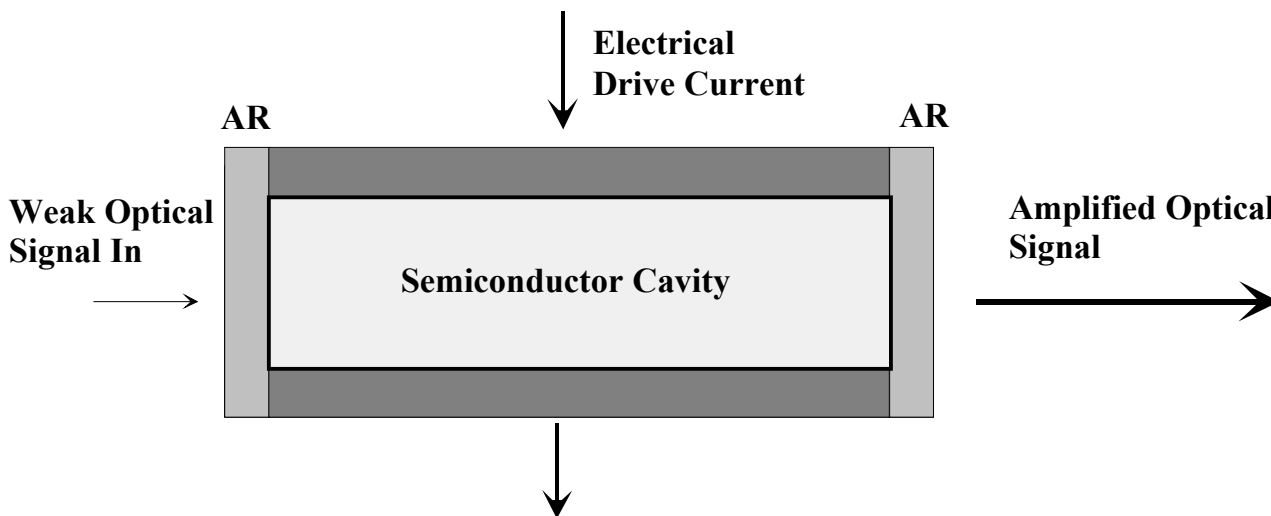 Electrical
Drive Current
AR
AR
Weak Optical
Signal In
Amplified Optical
Signal
Semiconductor Cavity